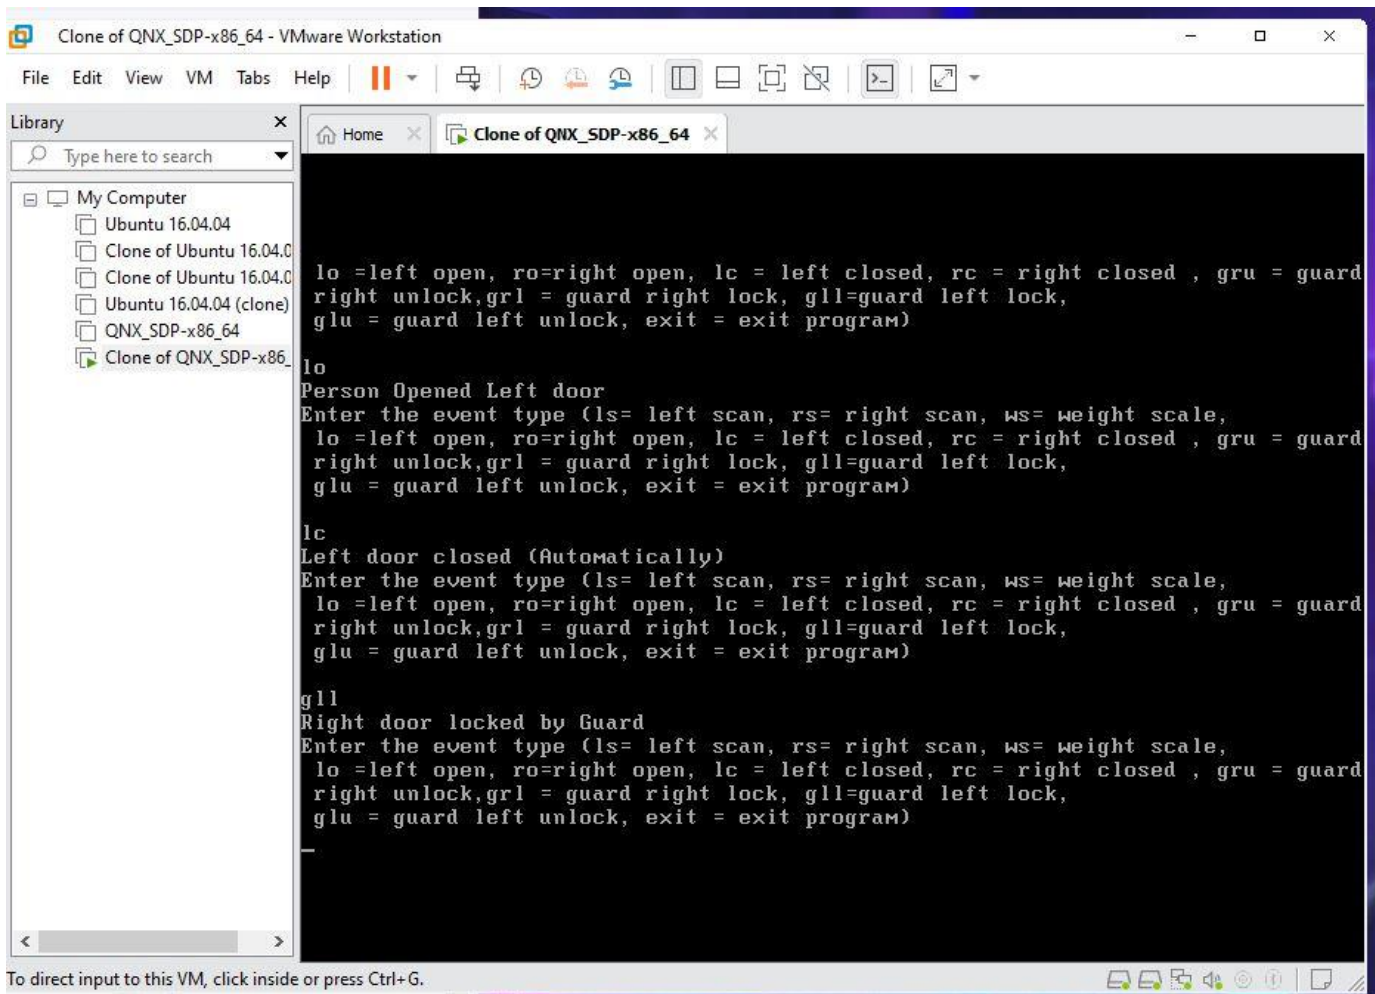 Clone of QNX_SDP-x86_64 - VMware Workstation
File Edit View VM Tabs Help
Library
Type here to search
My Computer
Ubuntu 16.04.04
Clone of Ubuntu 16.04.0
Clone of Ubuntu 16.04.0
Ubuntu 16.04.04 (clone)
QNX_SDP-x86_64
Clone of QNX_SDP-x86_
Home
Clone of QNX_SDP-x86_64
lo =left open, ro=right open, lc = left closed, rc = right closed , gru = guard
right unlock,grl = guard right lock, gll=guard left lock,
glu = guard left unlock, exit = exit program)
lo
Person Opened Left door
Enter the event type (ls= left scan, rs= right scan, ws= weight scale,
lo =left open, ro=right open, lc = left closed, rc = right closed , gru = guard
right unlock,grl = guard right lock, gll=guard left lock,
glu = guard left unlock, exit = exit program)
lc
Left door closed (Automatically)
Enter the event type (ls= left scan, rs= right scan, ws= weight scale,
lo =left open, ro=right open, lc = left closed, rc = right closed , gru = guard
right unlock,grl = guard right lock, gll=guard left lock,
glu = guard left unlock, exit = exit program)
gll
Right door locked by Guard
Enter the event type (ls= left scan, rs= right scan, ws= weight scale,
lo =left open, ro=right open, lc = left closed, rc = right closed , gru = guard
right unlock,grl = guard right lock, gll=guard left lock,
glu = guard left unlock, exit = exit program)
To direct input to this VM, click inside or press Ctrl+G.